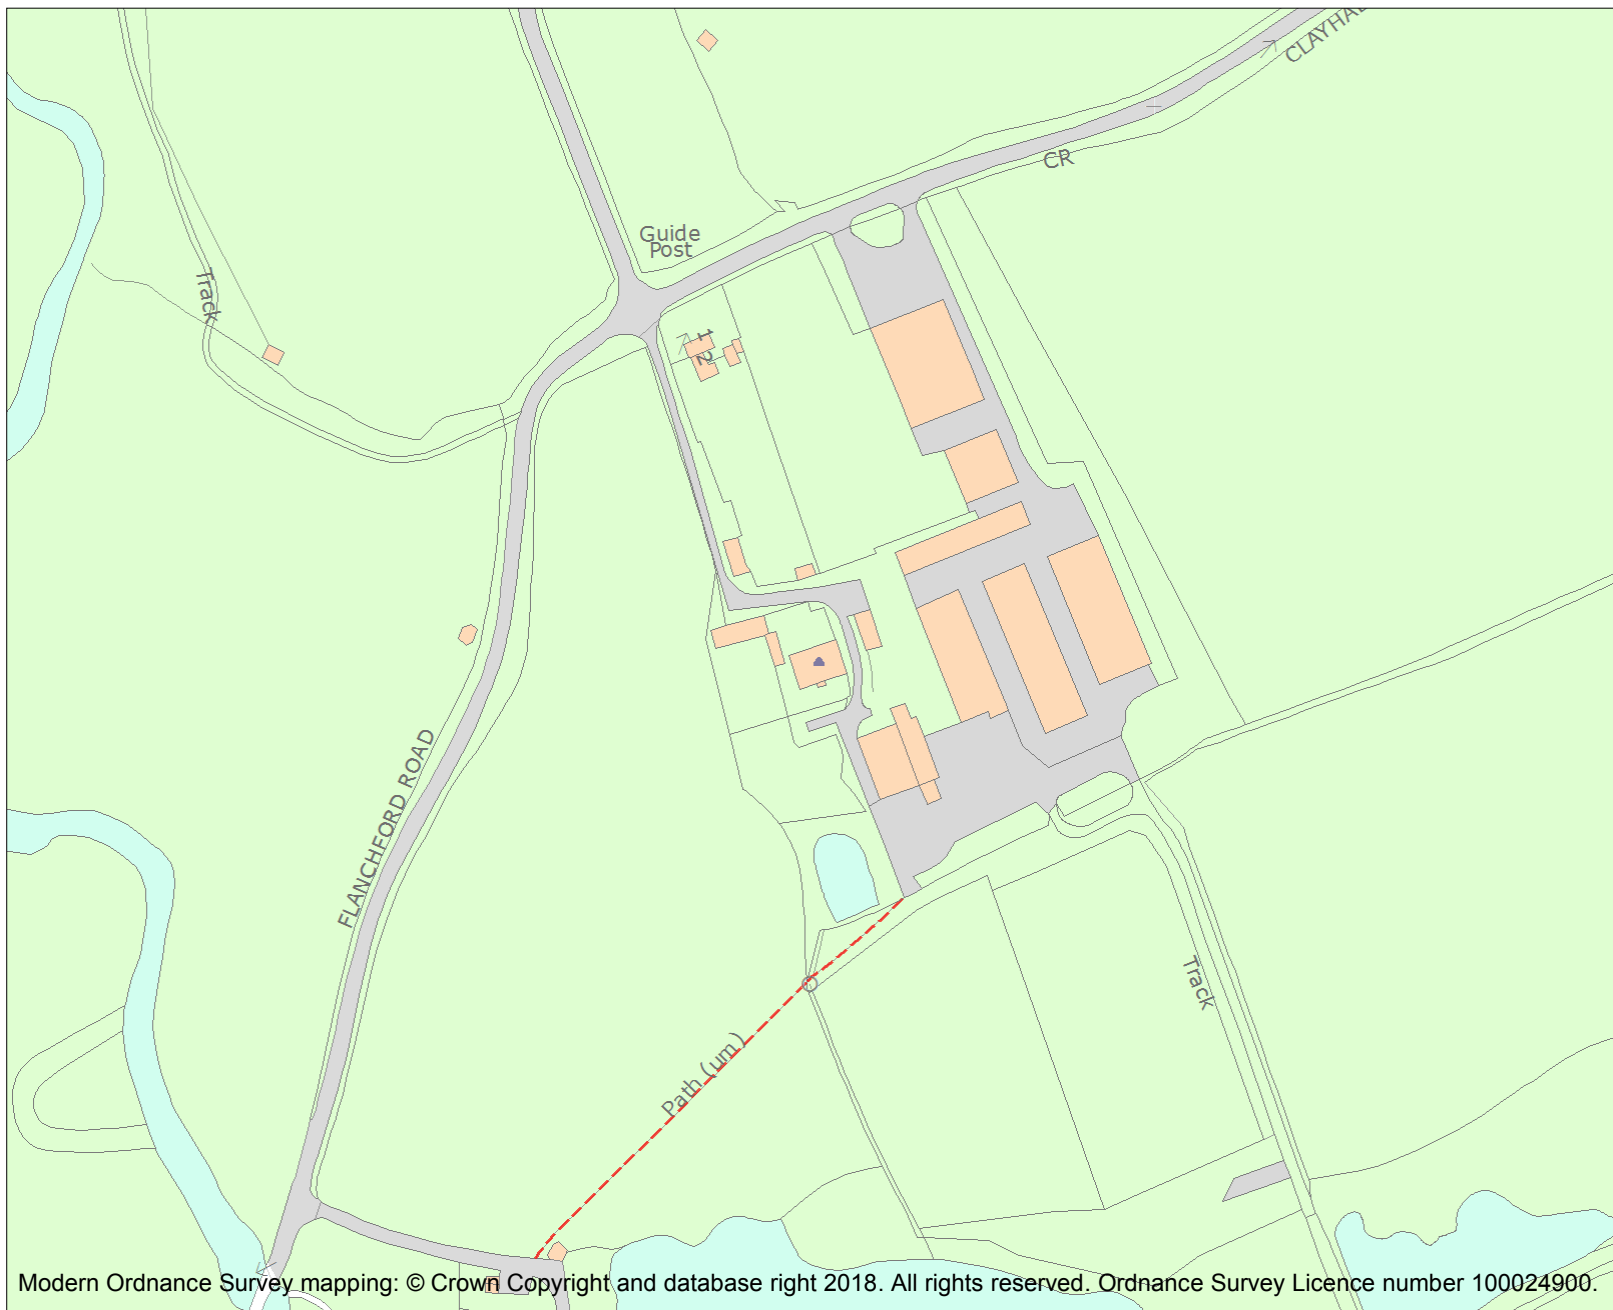 CLAYHA
CR
Guide
Post
Track
1
2
FLANCHFORD ROAD
Track
Path (um)
Modern Ordnance Survey mapping: © Crown Copyright and database right 2018. All rights reserved. Ordnance Survey Licence number 100024900.